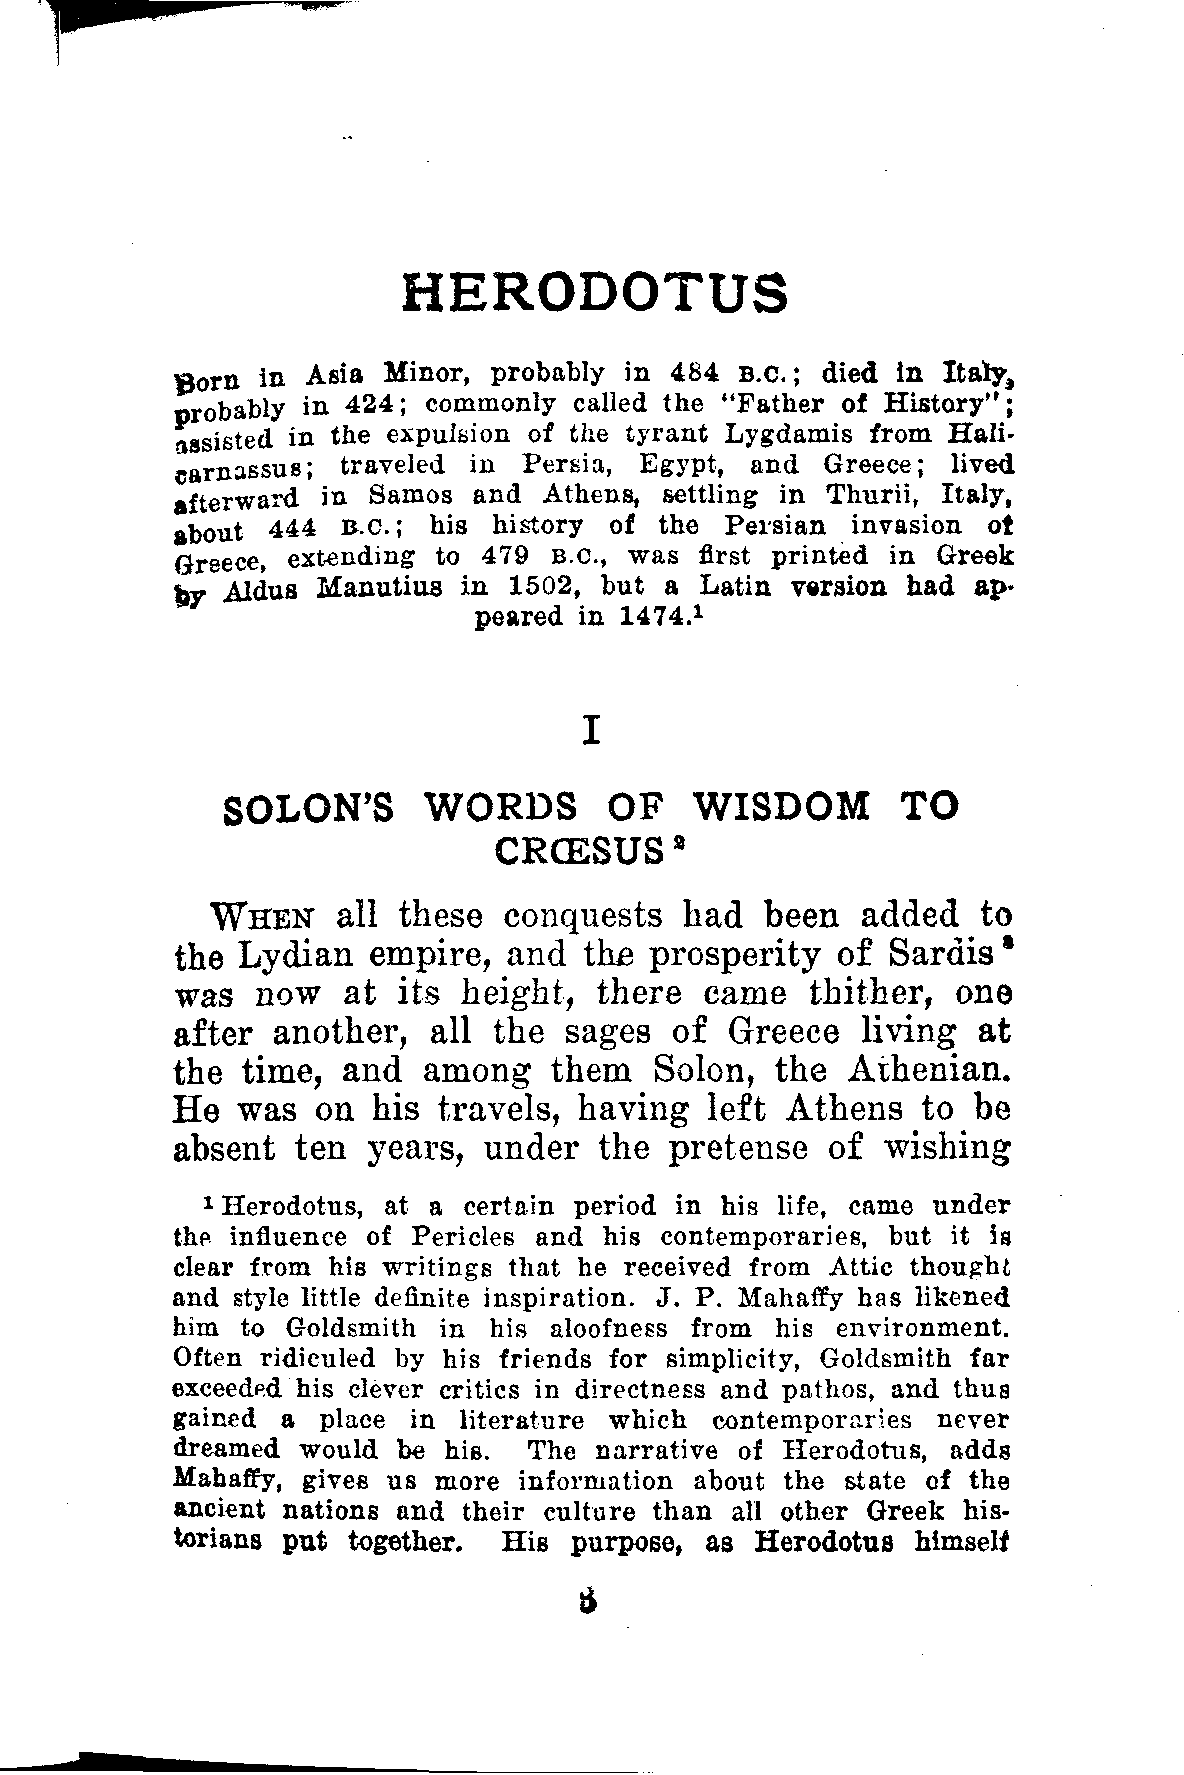 HERODOTUS
Born in Asia Minor, probably in 484 B.C.; died in Italy,
probably in 424; commonly called the "Father of History";
assisted in the expulsion of the tyrant Lygdamis from Hali-
carnassus; traveled in Persia, Egypt, and Greece; lived
afterward in Samos and Athens, settling in Thurii, Italy,
about 444 B.C.; his history of the Persian invasion of
Greece, extending to 479 B.C., was first printed in Greek
by Aldus Manutius in 1502, but a Latin version had ap-
peared in 1474.¹
I
SOLON'S WORDS OF WISDOM TO
CRŒSUS²
WHEN all these conquests had been added to
the Lydian empire, and the prosperity of Sardis³
was now at its height, there came thither, one
after another, all the sages of Greece living at
the time, and among them Solon, the Athenian.
He was on his travels, having left Athens to be
absent ten years, under the pretense of wishing
¹ Herodotus, at a certain period in his life, came under
the influence of Pericles and his contemporaries, but it is
clear from his writings that he received from Attic thought
and style little definite inspiration. J. P. Mahaffy has likened
him to Goldsmith in his aloofness from his environment.
Often ridiculed by his friends for simplicity, Goldsmith far
exceeded his clever critics in directness and pathos, and thus
gained a place in literature which contemporaries never
dreamed would be his. The narrative of Herodotus, adds
Mahaffy, gives us more information about the state of the
ancient nations and their culture than all other Greek his-
torians put together. His purpose, as Herodotus himself
3